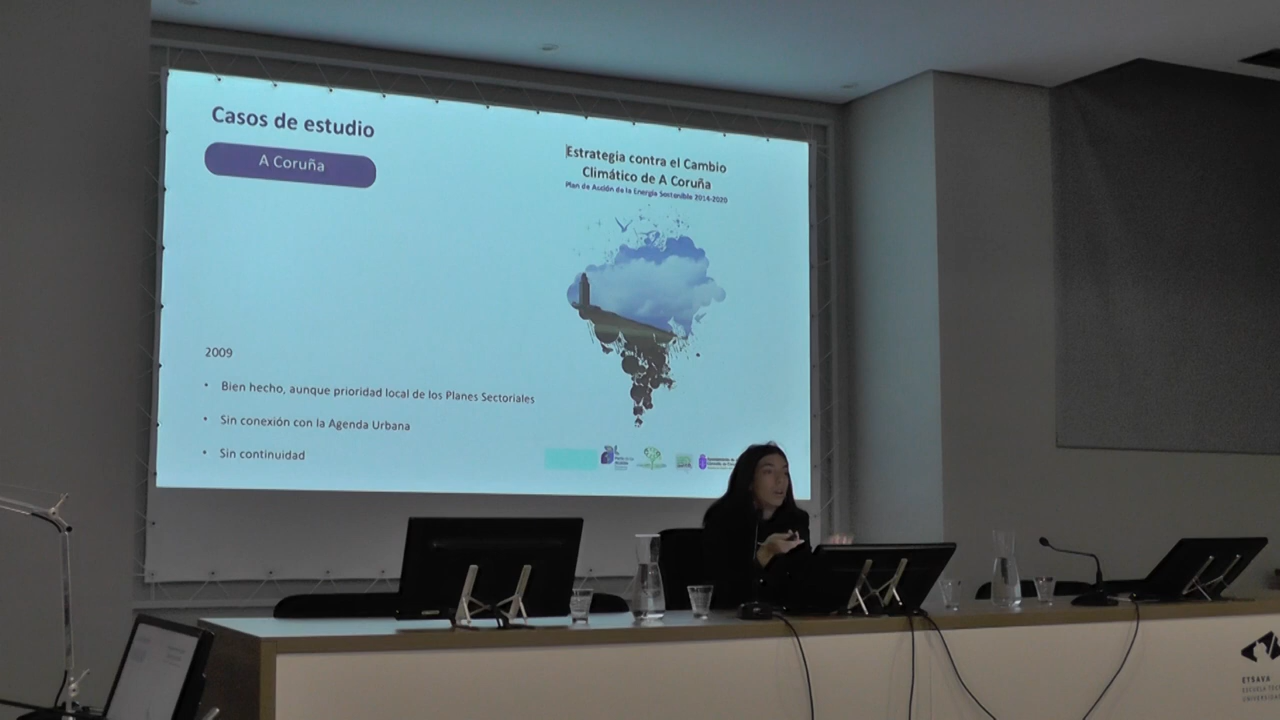 Casos de estudio
A Coruña
Estrategia contra el Cambio
Climático de A Coruña
Plan de Acción de la Energía Sostenible 2014-2020
2009
• Bien hecho, aunque prioridad local de los Planes Sectoriales
• Sin conexión con la Agenda Urbana
• Sin continuidad
ETSAVA